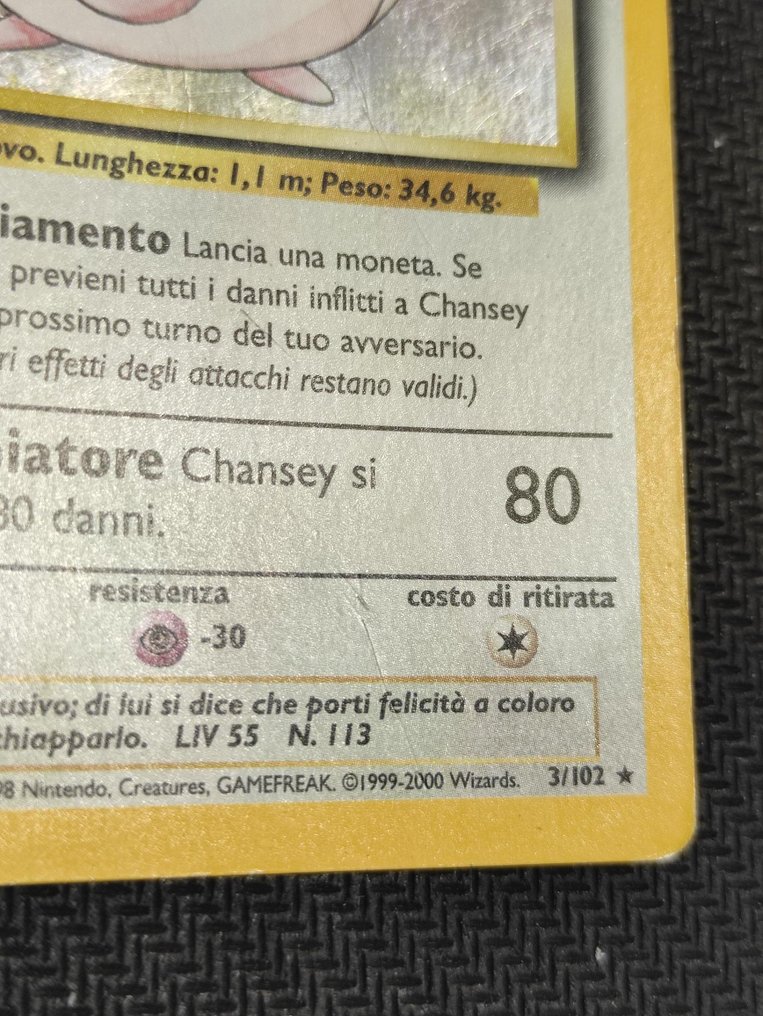 ovo. Lunghezza: 1,1 m; Peso: 34,6 kg.
iamento Lancia una moneta. Se
previeni tutti i danni inflitti a Chansey
prossimo turno del tuo avversario.
ri effetti degli attacchi restano validi.)
iatore Chansey si
80
80 danni.
resistenza
costo di ritirata
-30
usivo; di lui si dice che porti felicità a coloro
chiapparlo. LIV 55 N. 113
98 Nintendo, Creatures, GAMEFREAK. ©1999-2000 Wizards. 3/102 ★